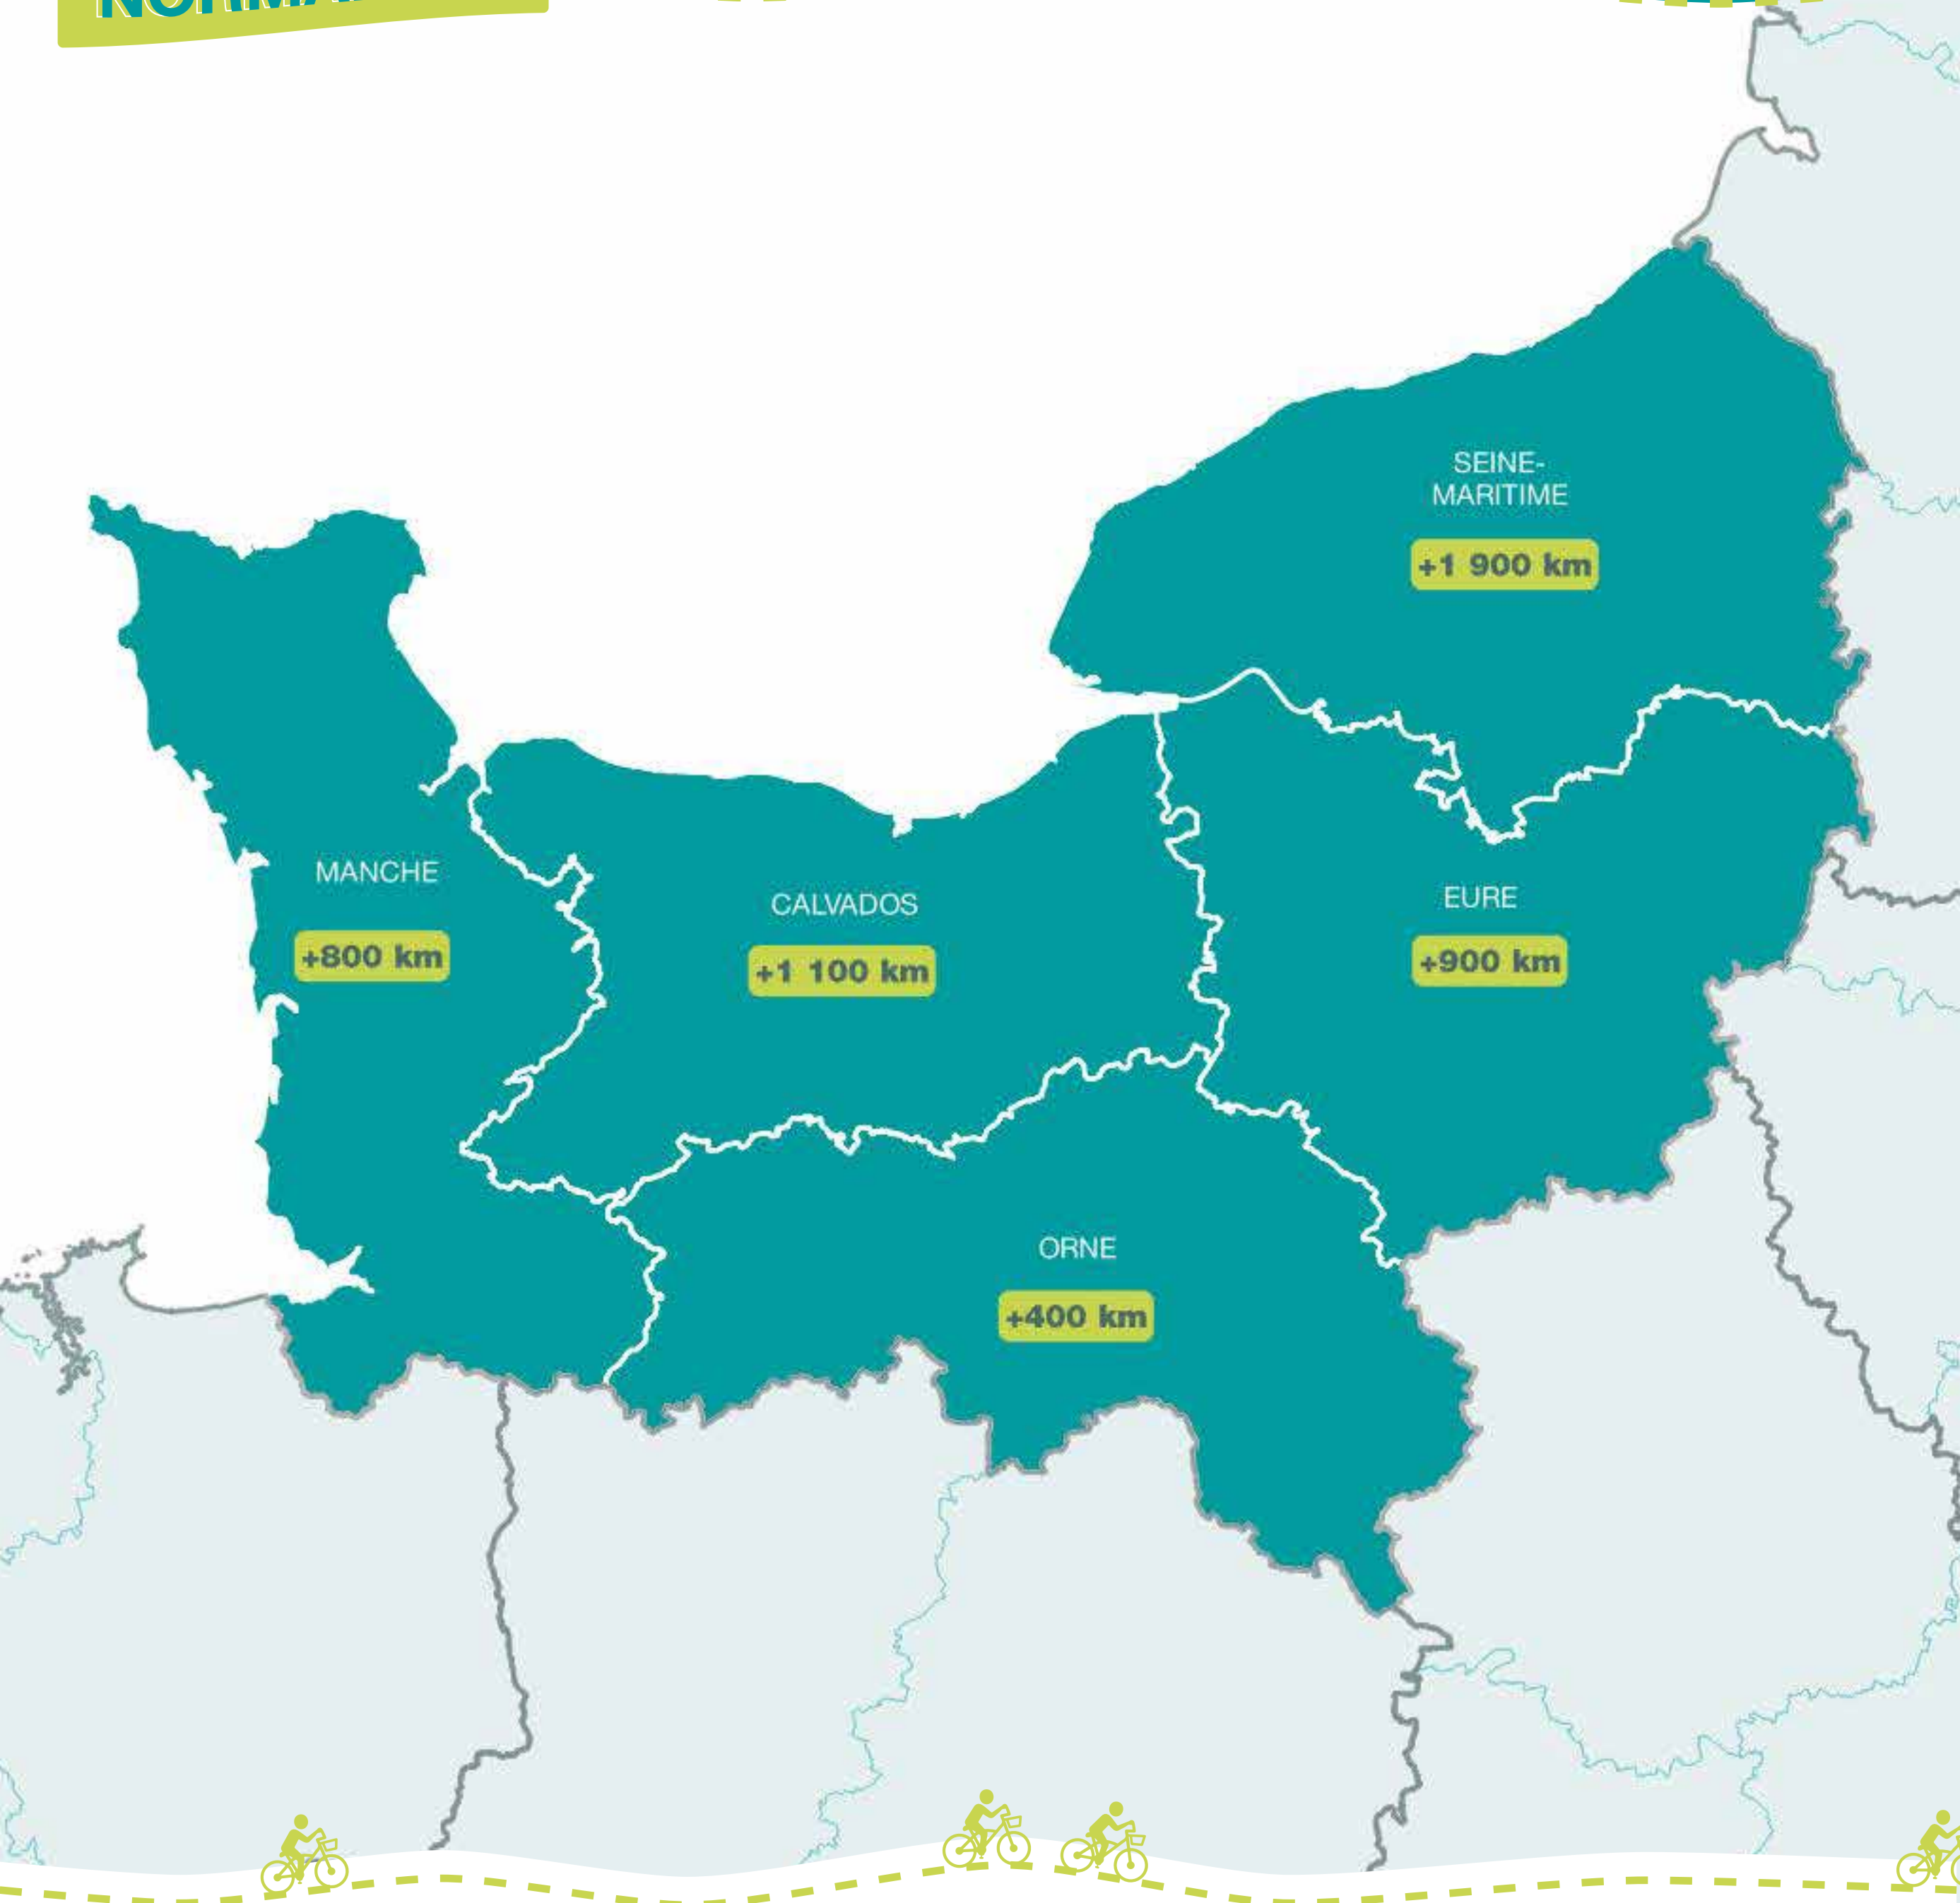 SEINE-
MARITIME
+1 900 km
MANCHE
+800 km
CALVADOS
+1 100 km
EURE
+900 km
ORNE
+400 km